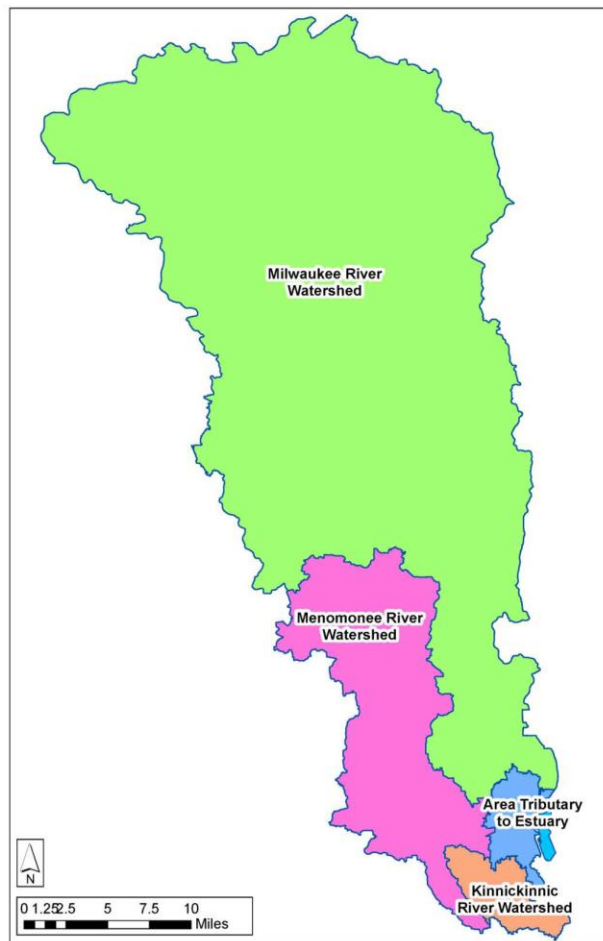 Milwaukee River
Watershed
Menomonee River
Watershed
Area Tributary
to Estuary
Kinnickinnic
River Watershed
N
0 1.25 2.5 5 7.5 10
Miles